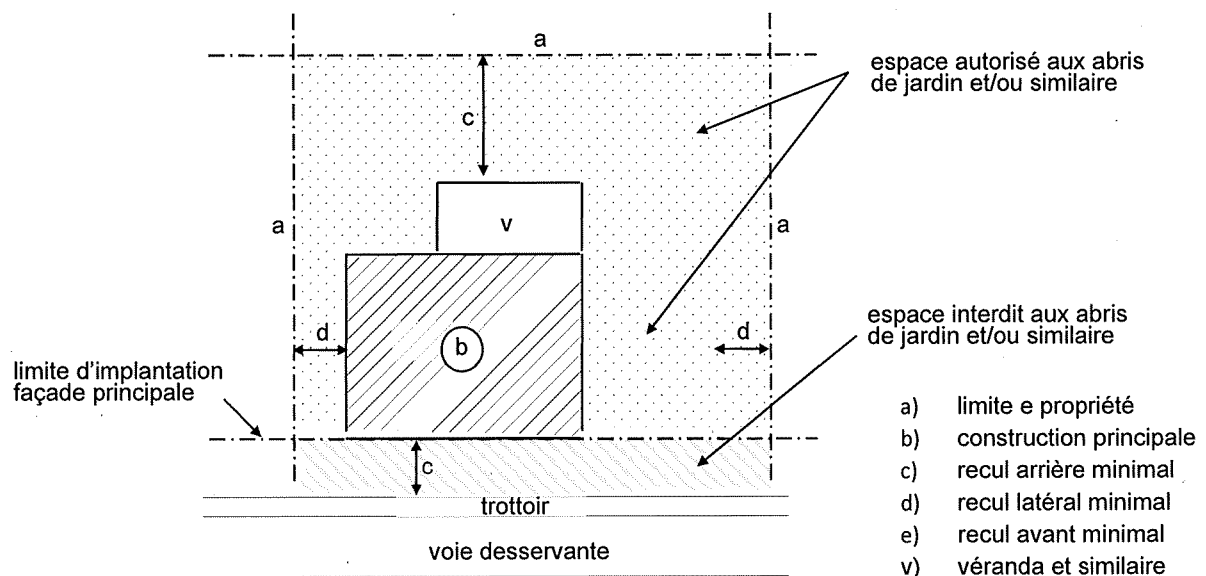 a
espace autorisé aux abris
de jardin et/ou similaire
c
a
v
a
espace interdit aux abris
de jardin et/ou similaire
d
b
d
limite d'implantation
façade principale
c
trottoir
voie desservante
a) limite e propriété
b) construction principale
c) recul arrière minimal
d) recul latéral minimal
e) recul avant minimal
v) véranda et similaire